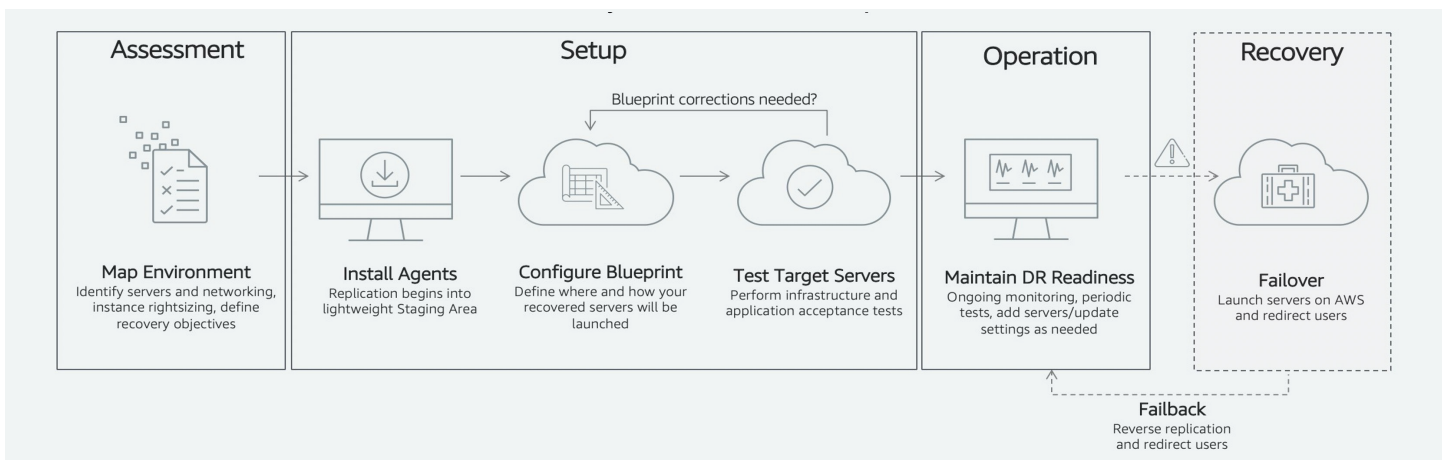 Assessment
Setup
Operation
Recovery
Blueprint corrections needed?
Map Environment
Identify servers and networking,
instance rightsizing, define
recovery objectives
Install Agents
Replication begins into
lightweight Staging Area
Configure Blueprint
Define where and how your
recovered servers will be
launched
Test Target Servers
Perform infrastructure and
application acceptance tests
Maintain DR Readiness
Ongoing monitoring, periodic
tests, add servers/update
settings as needed
Failover
Launch servers on AWS
and redirect users
Failback
Reverse replication
and redirect users